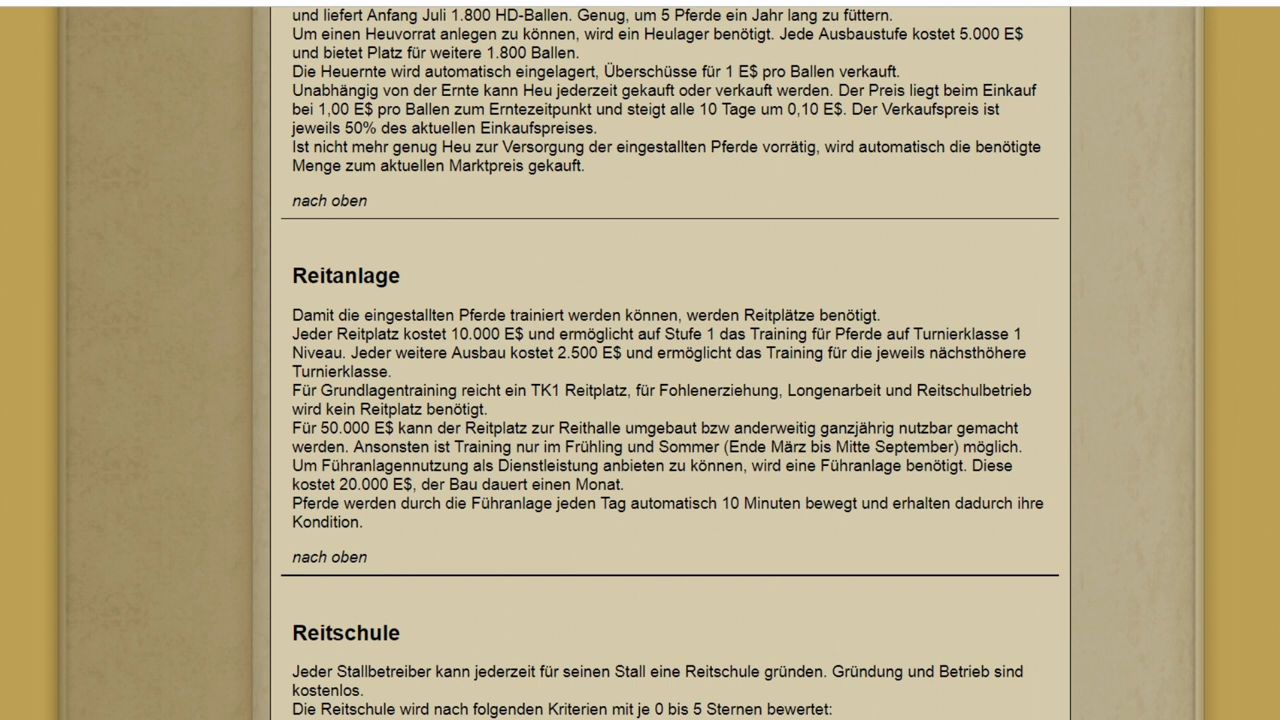 und liefert Anfang Juli 1.800 HD-Ballen. Genug, um 5 Pferde ein Jahr lang zu füttern.
Um einen Heuvorrat anlegen zu können, wird ein Heulager benötigt. Jede Ausbaustufe kostet 5.000 E$
und bietet Platz für weitere 1.800 Ballen.
Die Heuernte wird automatisch eingelagert, Überschüsse für 1 E$ pro Ballen verkauft.
Unabhängig von der Ernte kann Heu jederzeit gekauft oder verkauft werden. Der Preis liegt beim Einkauf
bei 1,00 E$ pro Ballen zum Erntezeitpunkt und steigt alle 10 Tage um 0,10 E$. Der Verkaufspreis ist
jeweils 50% des aktuellen Einkaufspreises.
Ist nicht mehr genug Heu zur Versorgung der eingestallten Pferde vorrätig, wird automatisch die benötigte
Menge zum aktuellen Marktpreis gekauft.
nach oben
Reitanlage
Damit die eingestallten Pferde trainiert werden können, werden Reitplätze benötigt.
Jeder Reitplatz kostet 10.000 E$ und ermöglicht auf Stufe 1 das Training für Pferde auf Turnierklasse 1
Niveau. Jeder weitere Ausbau kostet 2.500 E$ und ermöglicht das Training für die jeweils nächsthöhere
Turnierklasse.
Für Grundlagentraining reicht ein TK1 Reitplatz, für Fohlenerziehung, Longenarbeit und Reitschulbetrieb
wird kein Reitplatz benötigt.
Für 50.000 E$ kann der Reitplatz zur Reithalle umgebaut bzw anderweitig ganzjährig nutzbar gemacht
werden. Ansonsten ist Training nur im Frühling und Sommer (Ende März bis Mitte September) möglich.
Um Führanlagennutzung als Dienstleistung anbieten zu können, wird eine Führanlage benötigt. Diese
kostet 20.000 E$, der Bau dauert einen Monat.
Pferde werden durch die Führanlage jeden Tag automatisch 10 Minuten bewegt und erhalten dadurch ihre
Kondition.
nach oben
Reitschule
Jeder Stallbetreiber kann jederzeit für seinen Stall eine Reitschule gründen. Gründung und Betrieb sind
kostenlos.
Die Reitschule wird nach folgenden Kriterien mit je 0 bis 5 Sternen bewertet: